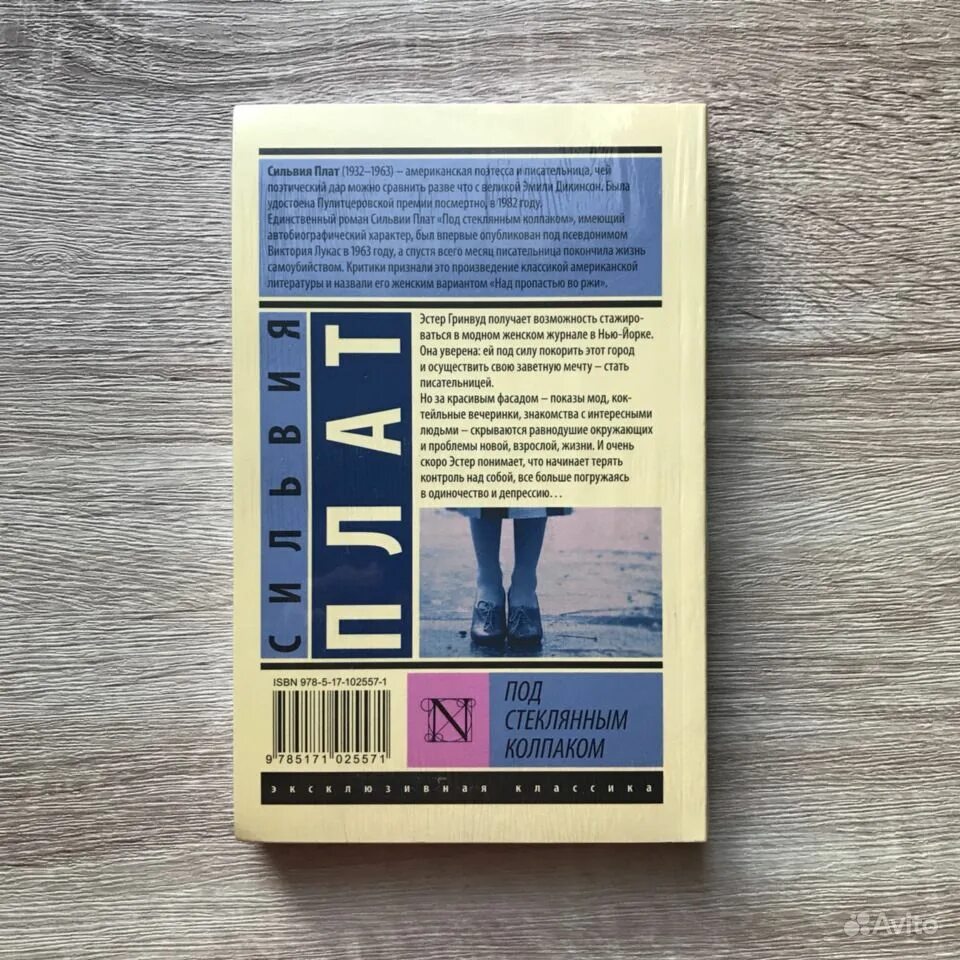 Сильвия Плат (1932–1963) – американская поэтесса и писательница, чей
поэтический дар можно сравнить разве что с великой Эмили Дикинсон. Была
удостоена Пулитцеровской премии посмертно, в 1982 году.
Единственный роман Сильвии Плат «Под стеклянным колпаком», имеющий
автобиографический характер, был впервые опубликован под псевдонимом
Виктория Лукас в 1963 году, а спустя всего месяц писательница покончила жизнь
самоубийством. Критики признали это произведение классикой американской
литературы и назвали его женским вариантом «Над пропастью во ржи».
СИЛЬВИЯ
ПЛАТ
Эстер Гринвуд получает возможность стажиро-
ваться в модном женском журнале в Нью-Йорке.
Она уверена: ей под силу покорить этот город
и осуществить свою заветную мечту – стать
писательницей.
Но за красивым фасадом – показы мод, кок-
тейльные вечеринки, знакомства с интересными
людьми – скрываются равнодушие окружающих
и проблемы новой, взрослой, жизни. И очень
скоро Эстер понимает, что начинает терять
контроль над собой, все больше погружаясь
в одиночество и депрессию…
ISBN 978-5-17-102557-1
9 785171 025571
N
ПОД
СТЕКЛЯННЫМ
КОЛПАКОМ
эксклюзивная классика
Avito